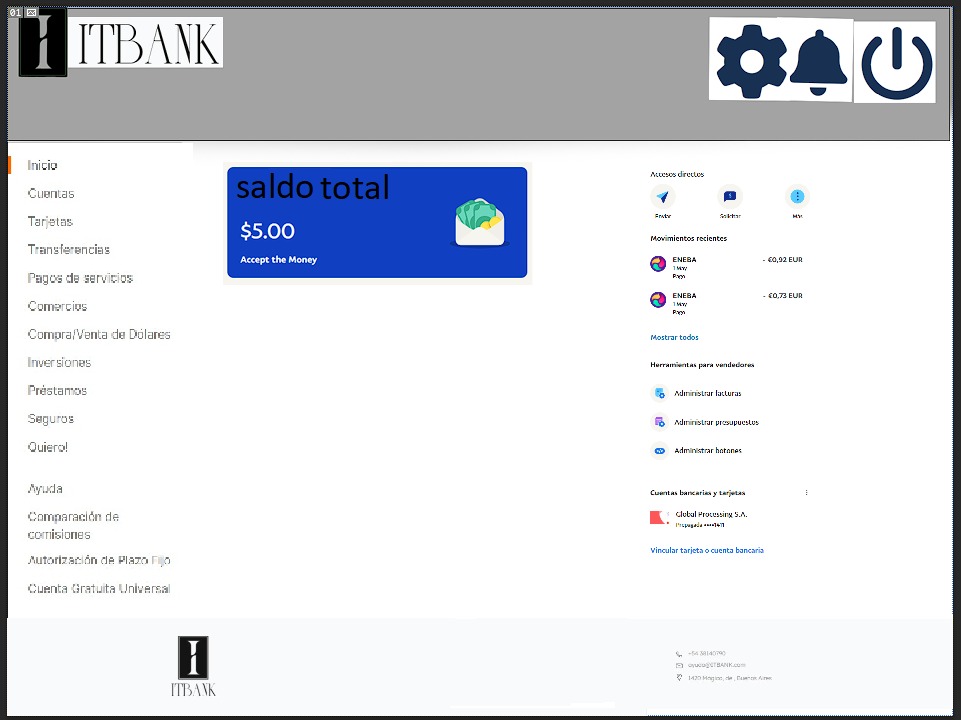 01
ITBANK
Inicio
Cuentas
Tarjetas
Transferencias
Pagos de servicios
Comercios
Compra/Venta de Dólares
Inversiones
Préstamos
Seguros
Quiero!
Ayuda
Comparación de
comisiones
Autorización de Plazo Fijo
Cuenta Gratuita Universal
saldo total
$5.00
Accept the Money
Accesos directos
Enviar
Solicitar
Más
Movimientos recientes
ENEBA
- €0,92 EUR
1 May
Pago
ENEBA
- €0,73 EUR
1 May
Pago
Mostrar todos
Herramientas para vendedores
Administrar facturas
Administrar presupuestos
Administrar botones
Cuentas bancarias y tarjetas
Global Processing S.A.
Prepagada ••••1411
Vincular tarjeta o cuenta bancaria
ITBANK
+54 38140790
ayuda@ITBANK.com
1420 Magico, de , Buenos Aires